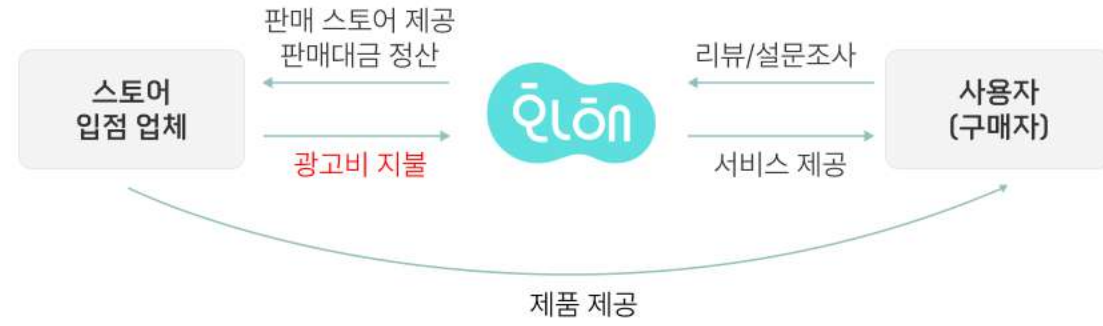 판매 스토어 제공
판매대금 정산
리뷰/설문조사
스토어
입점 업체
Qlōn
사용자
(구매자)
광고비 지불
서비스 제공
제품 제공